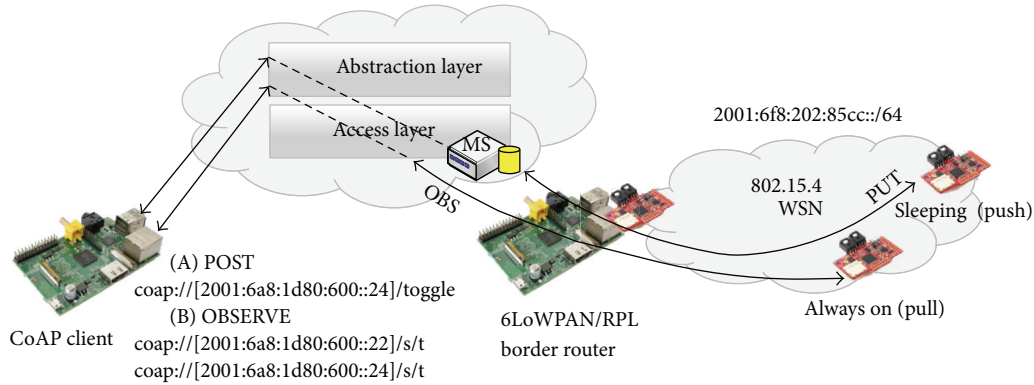 Abstraction layer
Access layer
MS
2001:6f8:202:85cc::/64
OBS
802.15.4
WSN
PUT
Sleeping (push)
Always on (pull)
(A) POST
coap://[2001:6a8:1d80:600::24]/toggle
(B) OBSERVE
coap://[2001:6a8:1d80:600::22]/s/t
coap://[2001:6a8:1d80:600::24]/s/t
CoAP client
6LoWPAN/RPL
border router